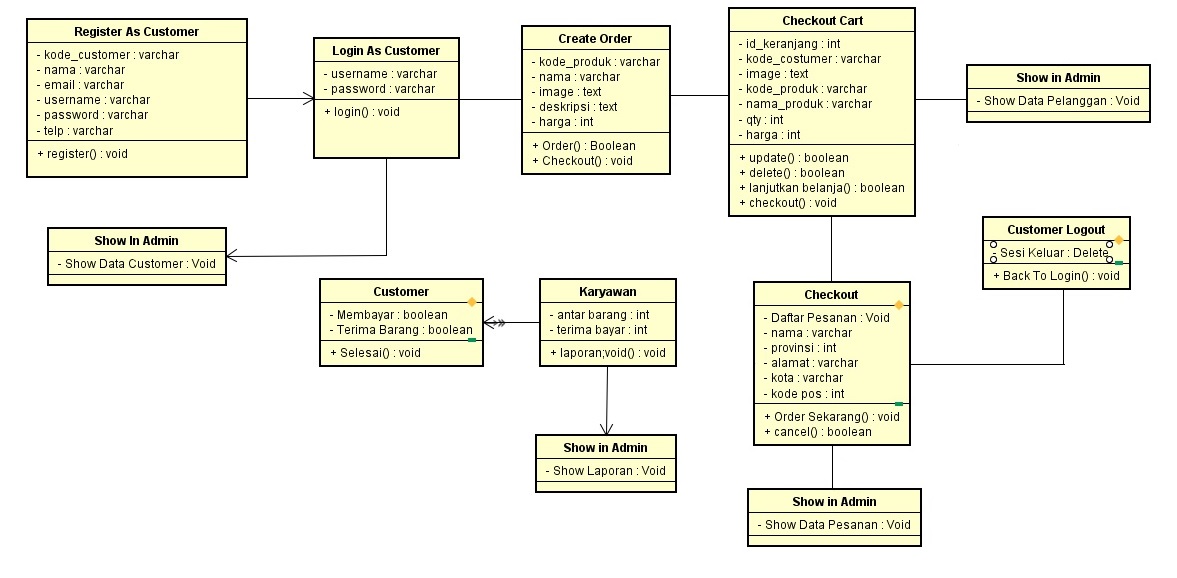 Register As Customer
- kode_customer : varchar
- nama : varchar
- email : varchar
- username : varchar
- password : varchar
- telp : varchar
+ register() : void
Login As Customer
- username : varchar
- password : varchar
+ login() : void
Create Order
- kode_produk : varchar
- nama : varchar
- image : text
- deskripsi : text
- harga : int
+ Order() : Boolean
+ Checkout() : void
Checkout Cart
- id_keranjang : int
- kode_costumer : varchar
- image : text
- kode_produk : varchar
- nama_produk : varchar
- qty : int
- harga : int
+ update() : boolean
+ delete() : boolean
+ lanjutkan belanja() : boolean
+ checkout() : void
Show in Admin
- Show Data Pelanggan : Void
Show In Admin
- Show Data Customer : Void
Customer
- Membayar : boolean
- Terima Barang : boolean
+ Selesai() : void
Karyawan
- antar barang : int
- terima bayar : int
+ laporan;void() : void
Customer Logout
- Sesi Keluar : Delete
+ Back To Login() : void
Checkout
- Daftar Pesanan : Void
- nama : varchar
- provinsi : int
- alamat : varchar
- kota : varchar
- kode pos : int
+ Order Sekarang() : void
+ cancel() : boolean
Show in Admin
- Show Laporan : Void
Show in Admin
- Show Data Pesanan : Void